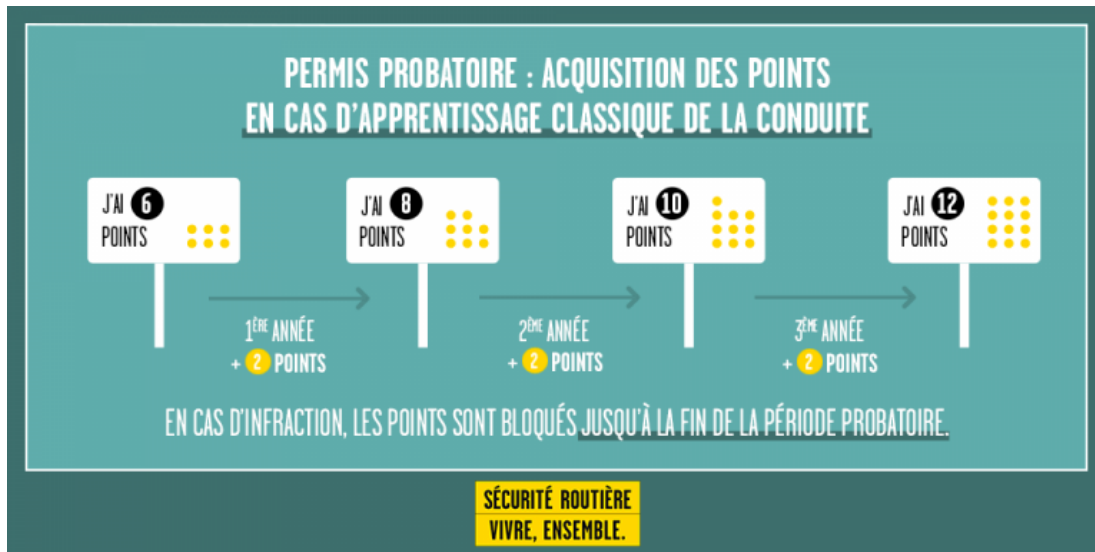 PERMIS PROBATOIRE : ACQUISITION DES POINTS
EN CAS D'APPRENTISSAGE CLASSIQUE DE LA CONDUITE
J'AI 6
POINTS
J'AI 8
POINTS
J'AI 10
POINTS
J'AI 12
POINTS
1ÈRE ANNÉE
+ 2 POINTS
2ÈME ANNÉE
+ 2 POINTS
3ÈME ANNÉE
+ 2 POINTS
EN CAS D'INFRACTION, LES POINTS SONT BLOQUÉS JUSQU'À LA FIN DE LA PÉRIODE PROBATOIRE.
SÉCURITÉ ROUTIÈRE
VIVRE, ENSEMBLE.